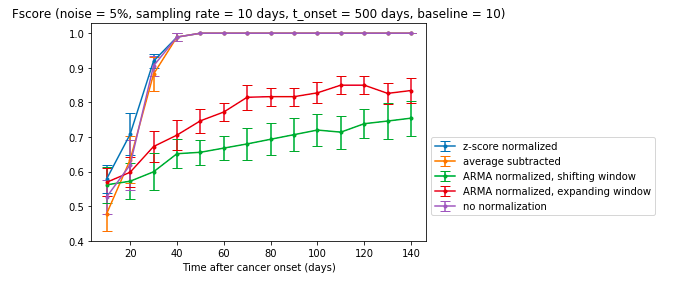 Fscore (noise = 5%, sampling rate = 10 days, t_onset = 500 days, baseline = 10)
1.0
0.9
0.8
0.7
0.6
0.5
0.4
20
40
60
80
100
120
140
Time after cancer onset (days)
z-score normalized
average subtracted
ARMA normalized, shifting window
ARMA normalized, expanding window
no normalization